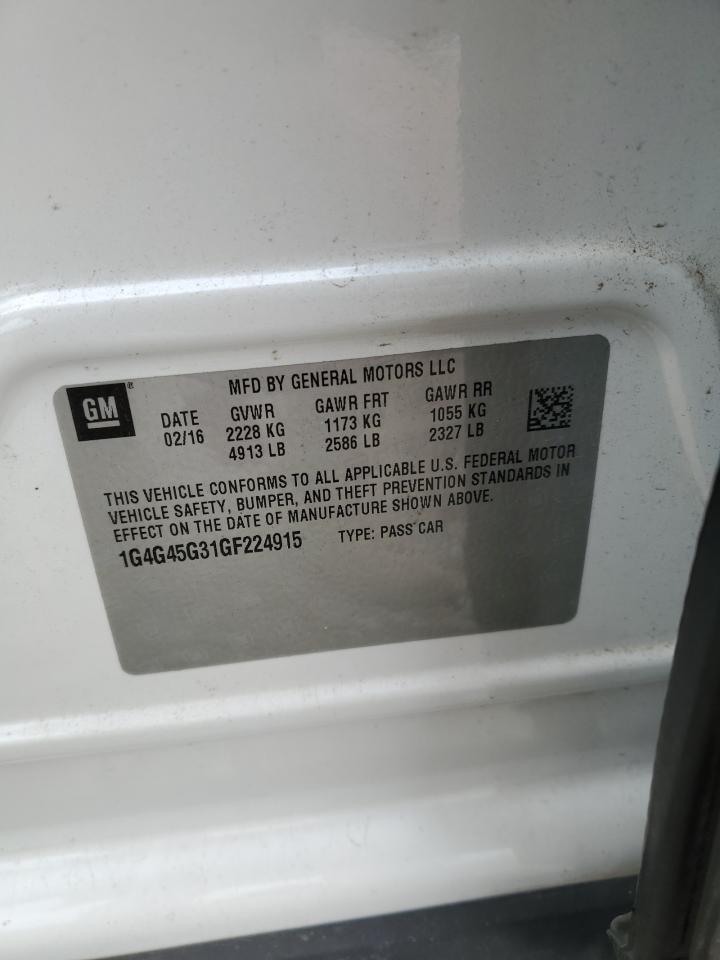 GM®
MFD BY GENERAL MOTORS LLC
DATE GVWR GAWR FRT GAWR RR
02/16 2228 KG 1173 KG 1055 KG
4913 LB 2586 LB 2327 LB
THIS VEHICLE CONFORMS TO ALL APPLICABLE U.S. FEDERAL MOTOR
VEHICLE SAFETY, BUMPER, AND THEFT PREVENTION STANDARDS IN
EFFECT ON THE DATE OF MANUFACTURE SHOWN ABOVE.
1G4G45G31GF224915 TYPE: PASS CAR